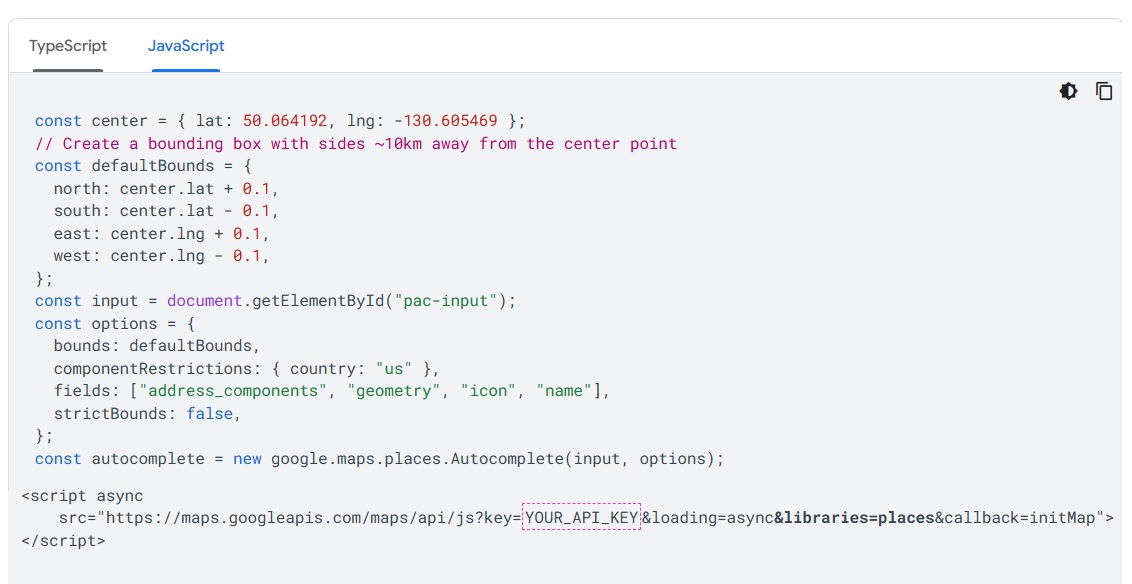 TypeScript JavaScript
const center = { lat: 50.064192, lng: -130.605469 };
// Create a bounding box with sides ~10km away from the center point
const defaultBounds = {
  north: center.lat + 0.1,
  south: center.lat - 0.1,
  east: center.lng + 0.1,
  west: center.lng - 0.1,
};
const input = document.getElementById("pac-input");
const options = {
  bounds: defaultBounds,
  componentRestrictions: { country: "us" },
  fields: ["address_components", "geometry", "icon", "name"],
  strictBounds: false,
};
const autocomplete = new google.maps.places.Autocomplete(input, options);
<script async
    src="https://maps.googleapis.com/maps/api/js?key=YOUR_API_KEY&loading=async&libraries=places&callback=initMap">
</script>